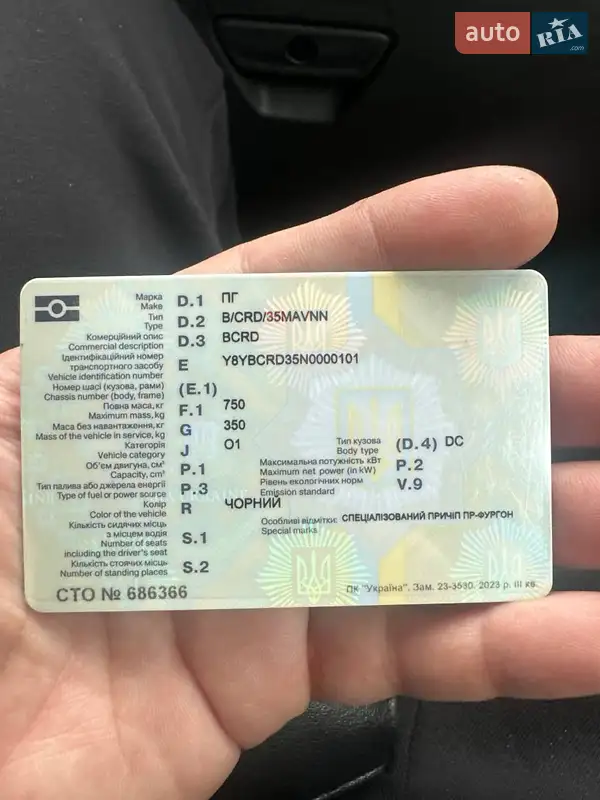 auto RIA .com
Марка D.1 ПГ
Make
Тип D.2 B/CRD/35MAVNN
Type
Комерційний опис D.3 BCRD
Commercial description
Ідентифікаційний номер
транспортного засобу E Y8YBCRD35N0000101
Vehicle identification number
Номер шасі (кузова, рами) (E.1)
Chassis number (body, frame)
Повна маса, кг F.1 750
Maximum mass, kg
Маса без навантаження, кг G 350
Mass of the vehicle in service, kg
Категорія J O1
Vehicle category
Тип кузова (D.4) DC
Body type
Об'єм двигуна, см³ P.1
Capacity, cm³
Максимальна потужність кВт P.2
Maximum net power (in kW)
Тип палива або джерела енергії P.3
Type of fuel or power source
Рівень екологічних норм V.9
Emission standard
Колір R ЧОРНИЙ
Color of the vehicle
Особливі відмітки: СПЕЦІАЛІЗОВАНИЙ ПРИЧІП ПР-ФУРГОН
Special marks
Кількість сидячих місць
з місцем водія S.1
Number of seats
including the driver's seat
Кількість стоячих місць S.2
Number of standing places
СТО № 686366
ПК "Україна". Зам. 23-3530. 2023 р. III кв.